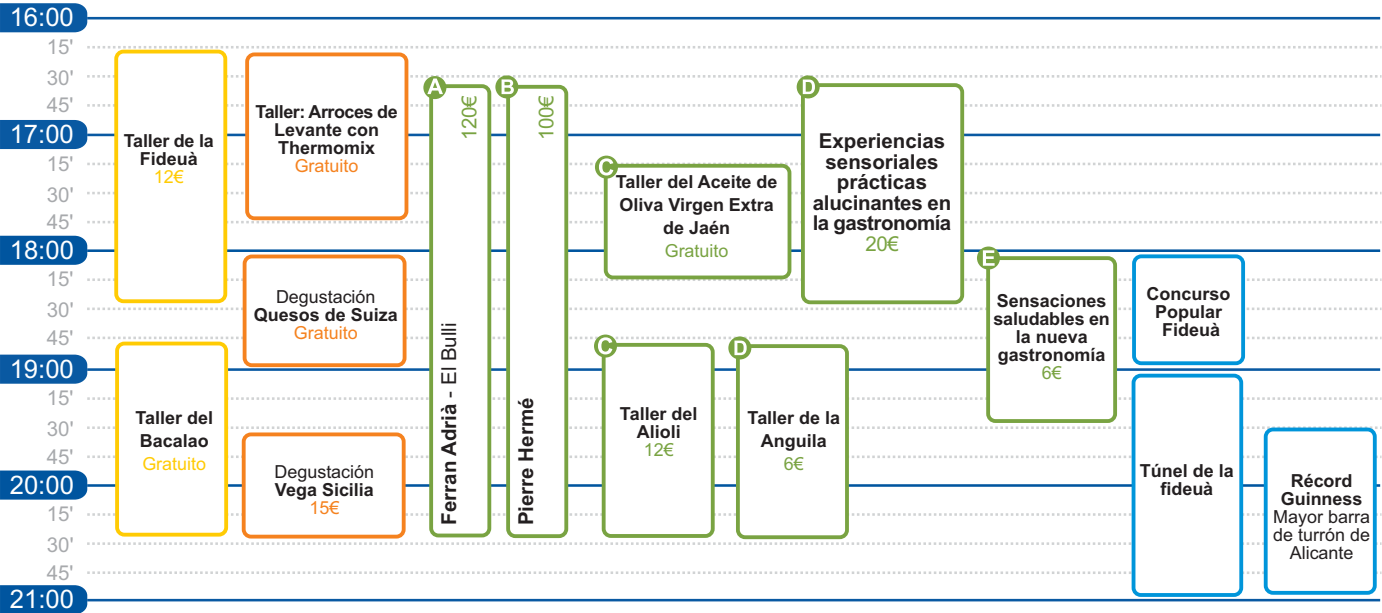 16:00
15'
30'
45'
17:00
15'
30'
45'
18:00
15'
30'
45'
19:00
15'
30'
45'
20:00
15'
30'
45'
21:00
Taller de la
Fideuà
12€
Taller del
Bacalao
Gratuito
Taller: Arroces de
Levante con
Thermomix
Gratuito
Degustación
Quesos de Suiza
Gratuito
Degustación
Vega Sicilia
15€
A
120€
Ferran Adrià - El Bulli
B
100€
Pierre Hermé
C
Taller del Aceite de
Oliva Virgen Extra
de Jaén
Gratuito
C
Taller del
Alioli
12€
D
Experiencias
sensoriales
prácticas
alucinantes en
la gastronomía
20€
D
Taller de la
Anguila
6€
E
Sensaciones
saludables en
la nueva
gastronomía
6€
Concurso
Popular
Fideuà
Túnel de la
fideuà
Récord
Guinness
Mayor barra
de turrón de
Alicante